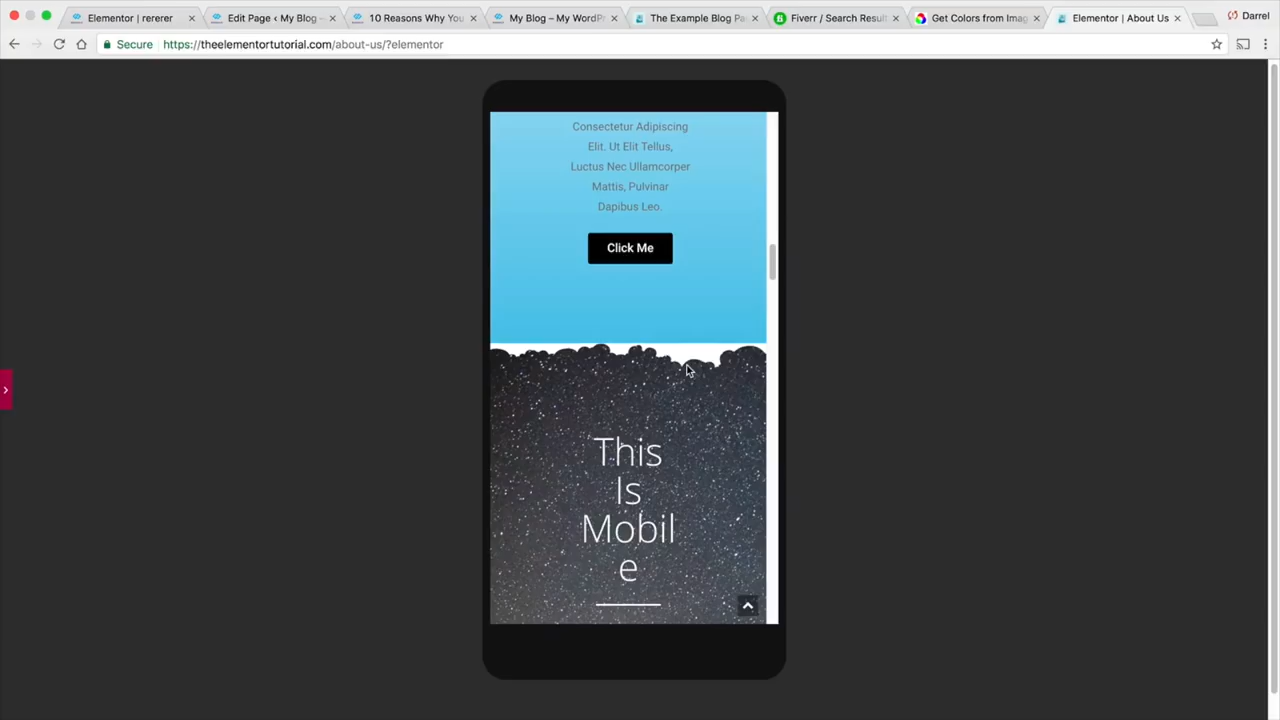 Elementor | rererer
Edit Page ‹ My Blog –
10 Reasons Why You
My Blog – My WordPr
The Example Blog Pa
Fiverr / Search Resul
Get Colors from Imag
Elementor | About Us
Darrel
Secure
https://theelementortutorial.com/about-us/?elementor
Consectetur Adipiscing
Elit. Ut Elit Tellus,
Luctus Nec Ullamcorper
Mattis, Pulvinar
Dapibus Leo.
Click Me
This
Is
Mobil
e